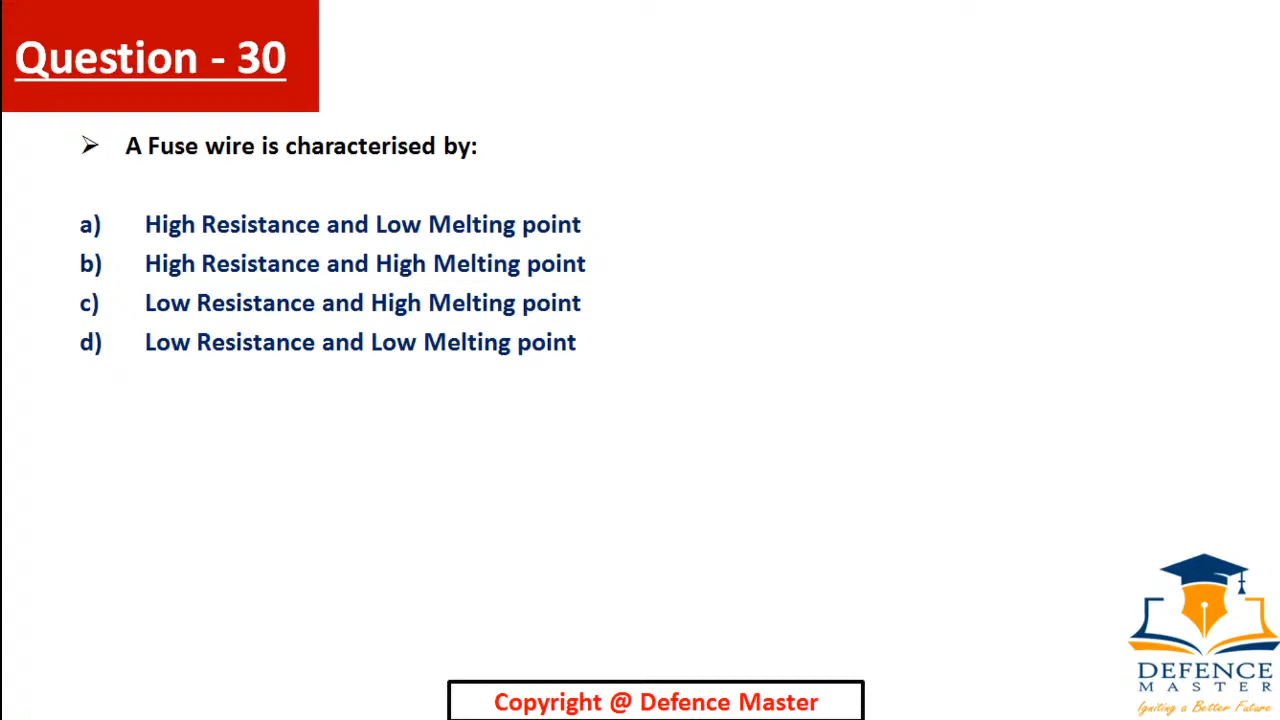 Question - 30
➢ A Fuse wire is characterised by:
a) High Resistance and Low Melting point
b) High Resistance and High Melting point
c) Low Resistance and High Melting point
d) Low Resistance and Low Melting point
DEFENCE
MASTER
Igniting a Better Future
Copyright @ Defence Master